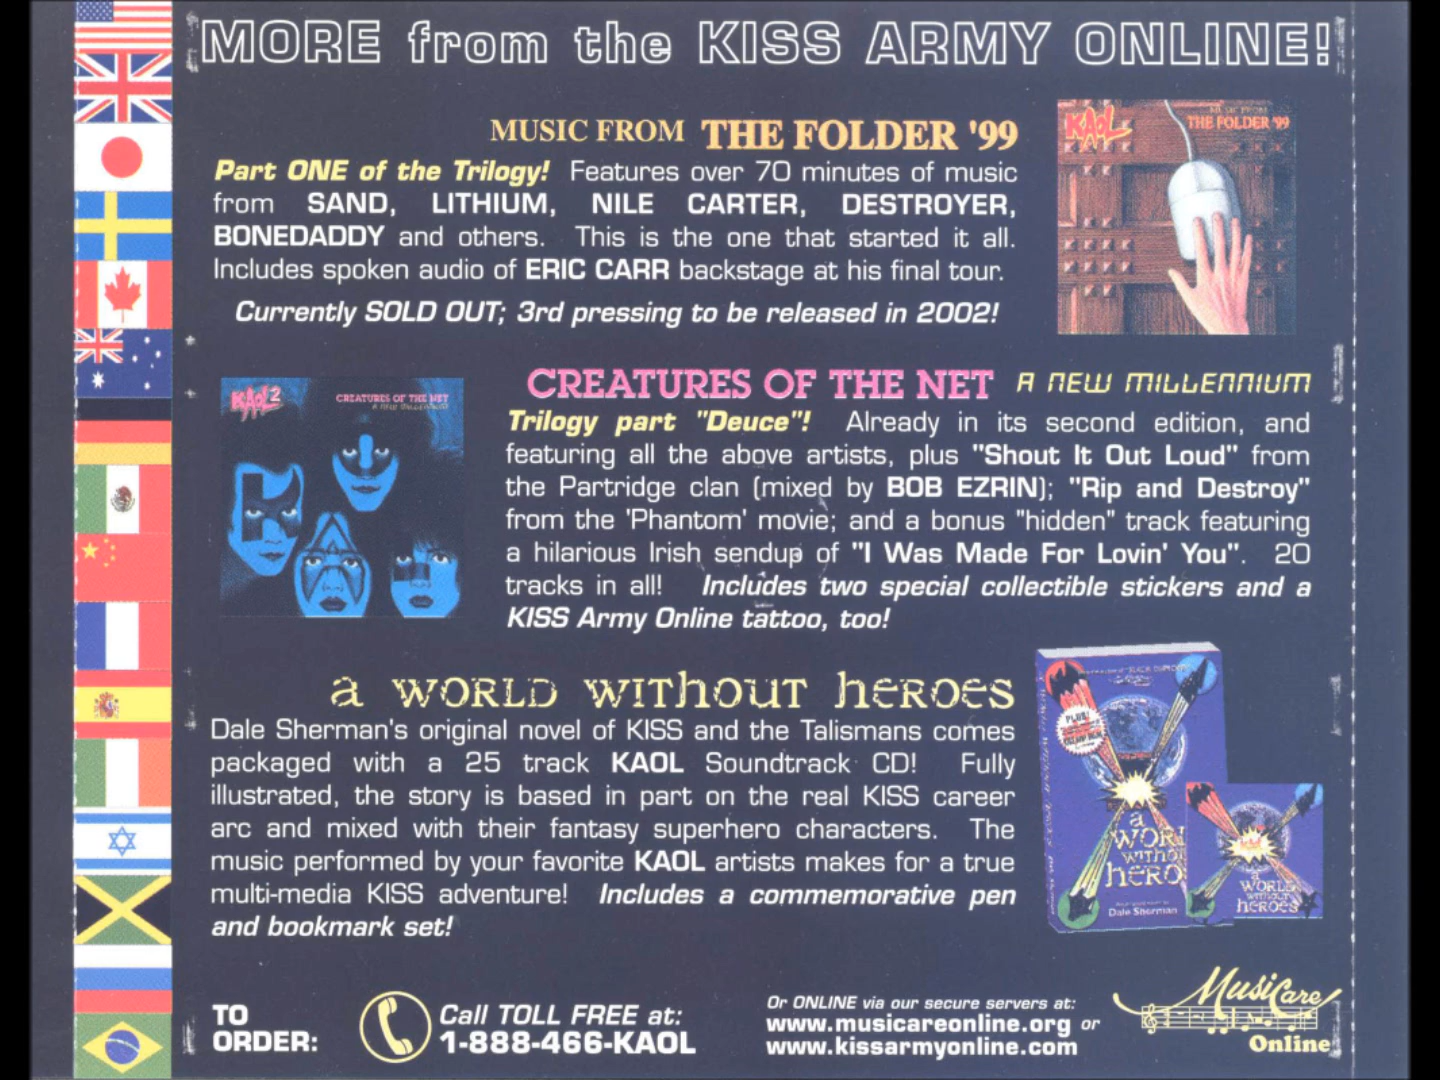 MORE from the KISS ARMY ONLINE!
MUSIC FROM THE FOLDER '99
Part ONE of the Trilogy! Features over 70 minutes of music
from SAND, LITHIUM, NILE CARTER, DESTROYER,
BONEDADDY and others. This is the one that started it all.
Includes spoken audio of ERIC CARR backstage at his final tour.
Currently SOLD OUT; 3rd pressing to be released in 2002!
KAOL
MUSIC FROM
THE FOLDER '99
CREATURES OF THE NET A NEW MILLENNIUM
Trilogy part "Deuce"! Already in its second edition, and
featuring all the above artists, plus "Shout It Out Loud" from
the Partridge clan (mixed by BOB EZRIN); "Rip and Destroy"
from the 'Phantom' movie; and a bonus "hidden" track featuring
a hilarious Irish sendup of "I Was Made For Lovin' You". 20
tracks in all! Includes two special collectible stickers and a
KISS Army Online tattoo, too!
KAOL 2
CREATURES OF THE NET
A NEW MILLENNIUM
a WORLD WITHOUT HEROES
Dale Sherman's original novel of KISS and the Talismans comes
packaged with a 25 track KAOL Soundtrack CD! Fully
illustrated, the story is based in part on the real KISS career
arc and mixed with their fantasy superhero characters. The
music performed by your favorite KAOL artists makes for a true
multi-media KISS adventure! Includes a commemorative pen
and bookmark set!
PLUS!
a
WORL
WITHOU
HERO
Dale Sherman
a
WORLD
WITHOUT
HEROES
TO
ORDER:
Call TOLL FREE at:
1-888-466-KAOL
Or ONLINE via our secure servers at:
www.musicareonline.org or
www.kissarmyonline.com
MusiCare
Online